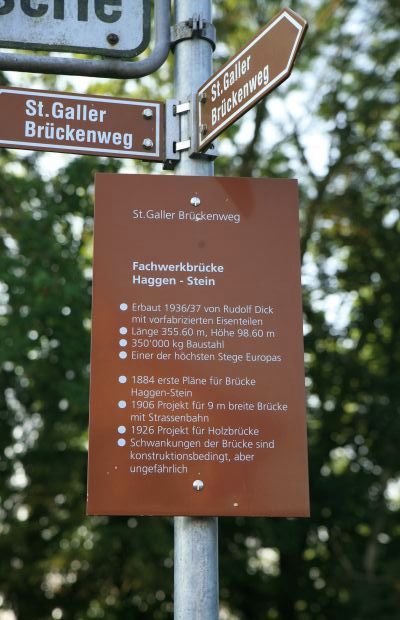 sche
St.Galler
Brückenweg
St.Galler
Brückenweg
St.Galler Brückenweg
Fachwerkbrücke
Haggen - Stein
● Erbaut 1936/37 von Rudolf Dick
mit vorfabrizierten Eisenteilen
● Länge 355.60 m, Höhe 98.60 m
● 350'000 kg Baustahl
● Einer der höchsten Stege Europas
● 1884 erste Pläne für Brücke
Haggen-Stein
● 1906 Projekt für 9 m breite Brücke
mit Strassenbahn
● 1926 Projekt für Holzbrücke
● Schwankungen der Brücke sind
konstruktionsbedingt, aber
ungefährlich